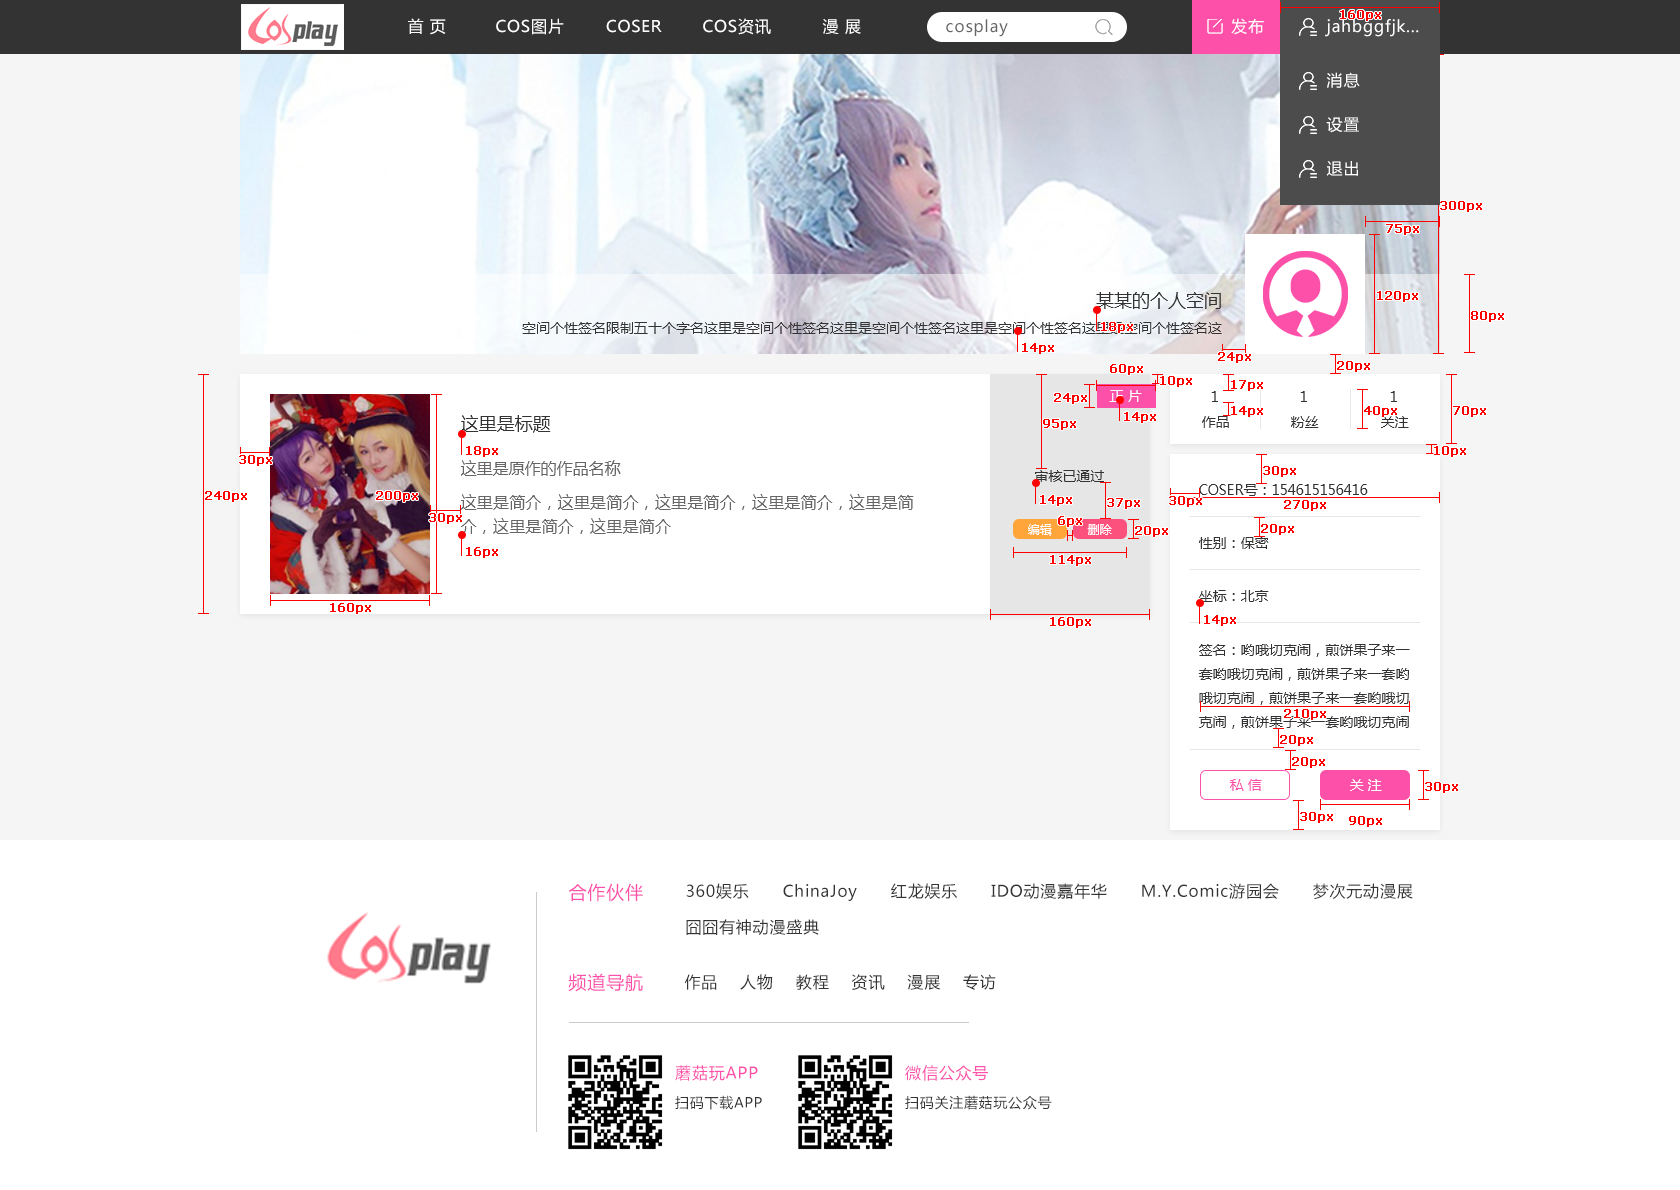 Cosplay
首 页
COS图片
COSER
COS资讯
漫 展
cosplay
发布
160px
jahbggfjk...
消息
设置
退出
300px
75px
120px
80px
某某的个人空间
18px
空间个性签名限制五十个字名这里是空间个性签名这里是空间个性签名这里是空间个性签名这里是空间个性签名这
14px
24px
20px
60px
10px
24px
正 片
14px
95px
17px
14px
1
作品
1
粉丝
1
关注
40px
70px
10px
这里是标题
18px
30px
240px
200px
30px
160px
这里是原作的作品名称
这里是简介，这里是简介，这里是简介，这里是简介，这里是简
介，这里是简介，这里是简介
16px
审核已通过
14px
37px
6px
编辑
删除
20px
114px
160px
30px
COSER号：154615156416
30px
270px
20px
性别：保密
坐标：北京
14px
签名：哟哦切克闹，煎饼果子来一
套哟哦切克闹，煎饼果子来一套哟
哦切克闹，煎饼果子来一套哟哦切
210px
克闹，煎饼果子来一套哟哦切克闹
20px
20px
私 信
关 注
30px
30px
90px
Cosplay
合作伙伴
360娱乐
ChinaJoy
红龙娱乐
IDO动漫嘉年华
M.Y.Comic游园会
梦次元动漫展
囧囧有神动漫盛典
频道导航
作品
人物
教程
资讯
漫展
专访
蘑菇玩APP
扫码下载APP
微信公众号
扫码关注蘑菇玩公众号